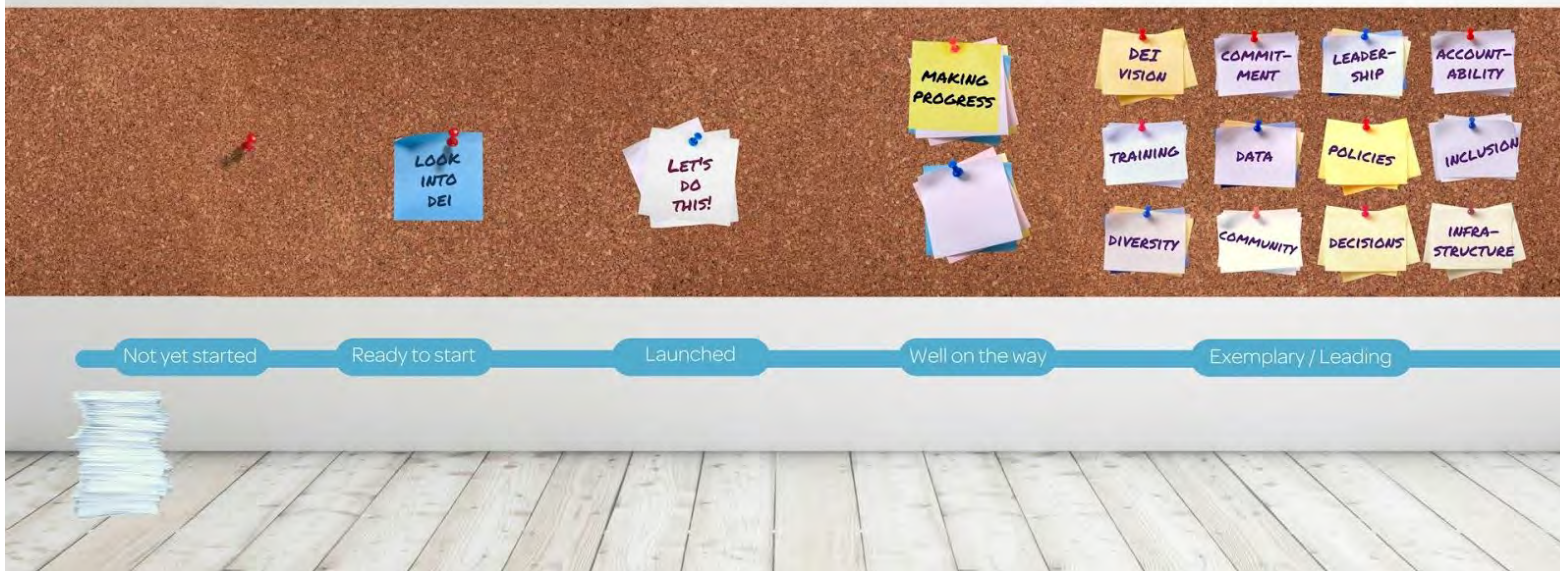 LOOK
INTO
DEI
LET'S
DO
THIS!
MAKING
PROGRESS
DEI
VISION
COMMIT-
MENT
LEADER-
SHIP
ACCOUNT-
ABILITY
TRAINING
DATA
POLICIES
INCLUSION
DIVERSITY
COMMUNITY
DECISIONS
INFRA-
STRUCTURE
Not yet started
Ready to start
Launched
Well on the way
Exemplary / Leading